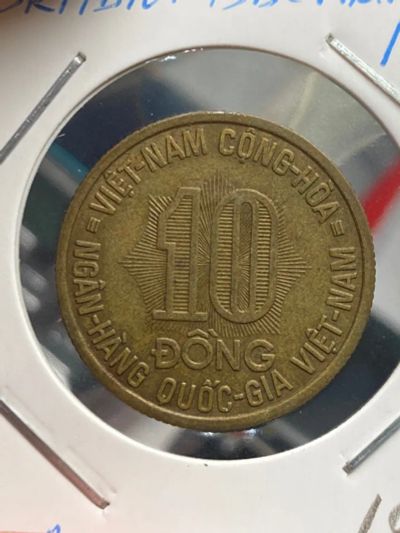 VIỆT-NAM CỘNG-HÒA
10
ĐỒNG
NGÂN-HÀNG QUỐC-GIA VIỆT-NAM